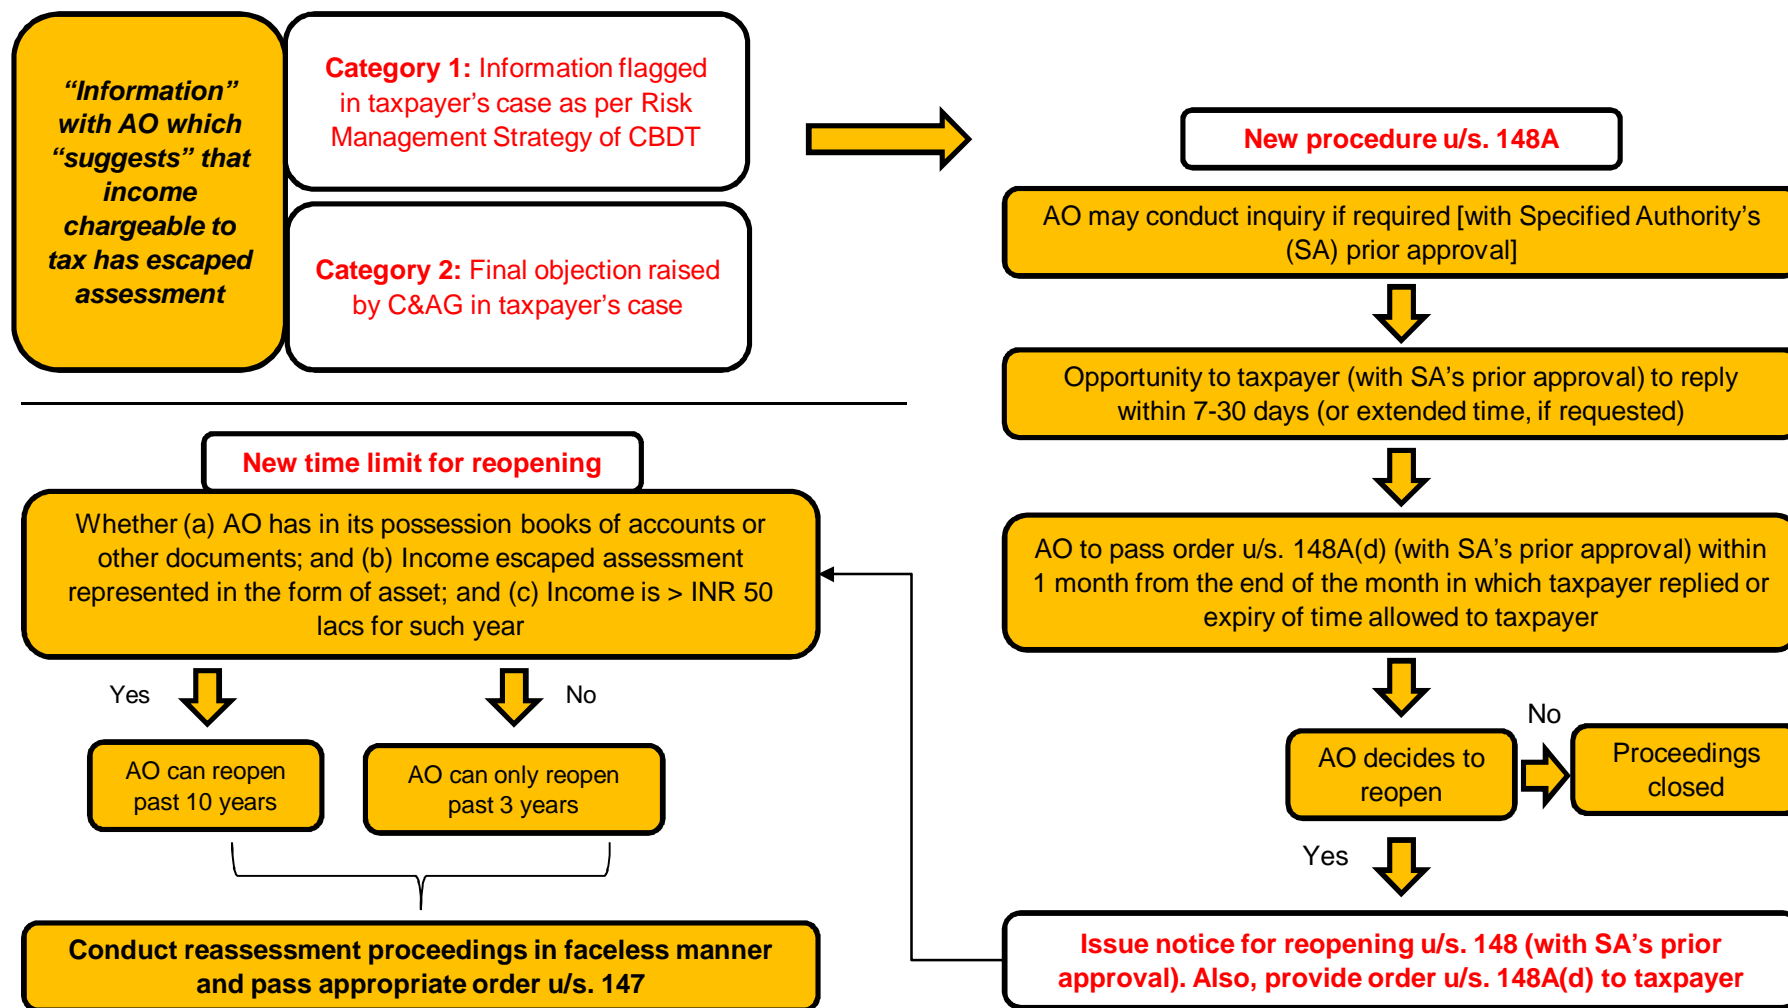 “Information”
with AO which
“suggests” that
income
chargeable to
tax has escaped
assessment
Category 1: Information flagged
in taxpayer’s case as per Risk
Management Strategy of CBDT
Category 2: Final objection raised
by C&AG in taxpayer’s case
New procedure u/s. 148A
AO may conduct inquiry if required [with Specified Authority’s
(SA) prior approval]
Opportunity to taxpayer (with SA’s prior approval) to reply
within 7-30 days (or extended time, if requested)
AO to pass order u/s. 148A(d) (with SA’s prior approval) within
1 month from the end of the month in which taxpayer replied or
expiry of time allowed to taxpayer
AO decides to
reopen
No
Proceedings
closed
Yes
Issue notice for reopening u/s. 148 (with SA’s prior
approval). Also, provide order u/s. 148A(d) to taxpayer
New time limit for reopening
Whether (a) AO has in its possession books of accounts or
other documents; and (b) Income escaped assessment
represented in the form of asset; and (c) Income is > INR 50
lacs for such year
Yes
No
AO can reopen
past 10 years
AO can only reopen
past 3 years
Conduct reassessment proceedings in faceless manner
and pass appropriate order u/s. 147